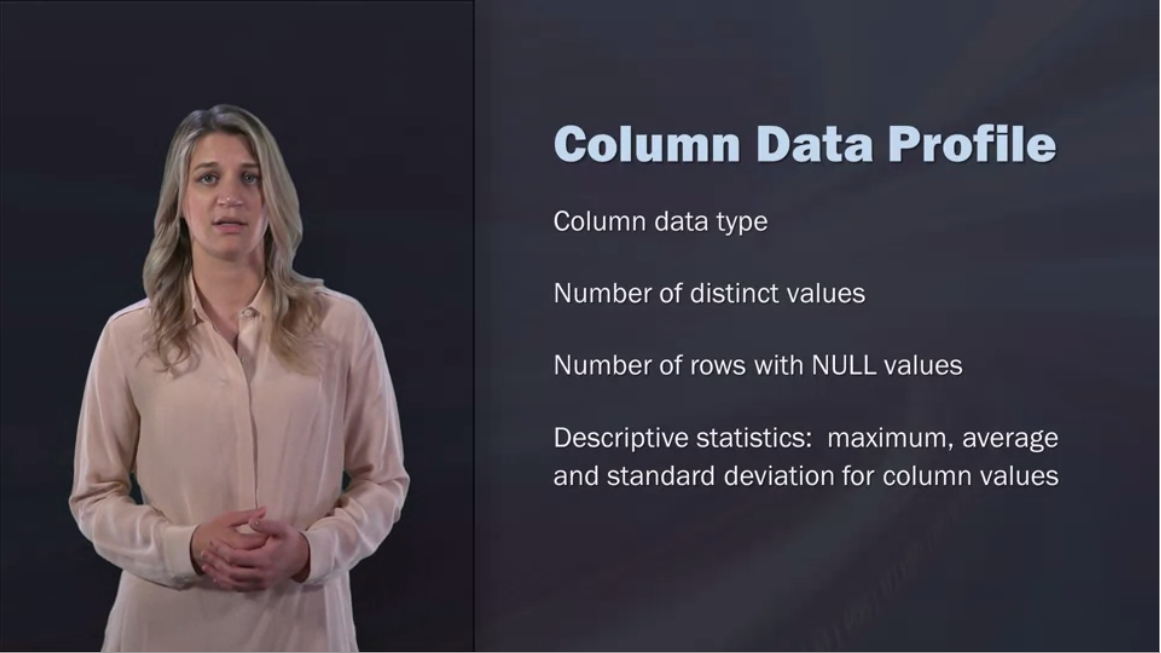 Column Data Profile
Column data type
Number of distinct values
Number of rows with NULL values
Descriptive statistics:  maximum, average
and standard deviation for column values